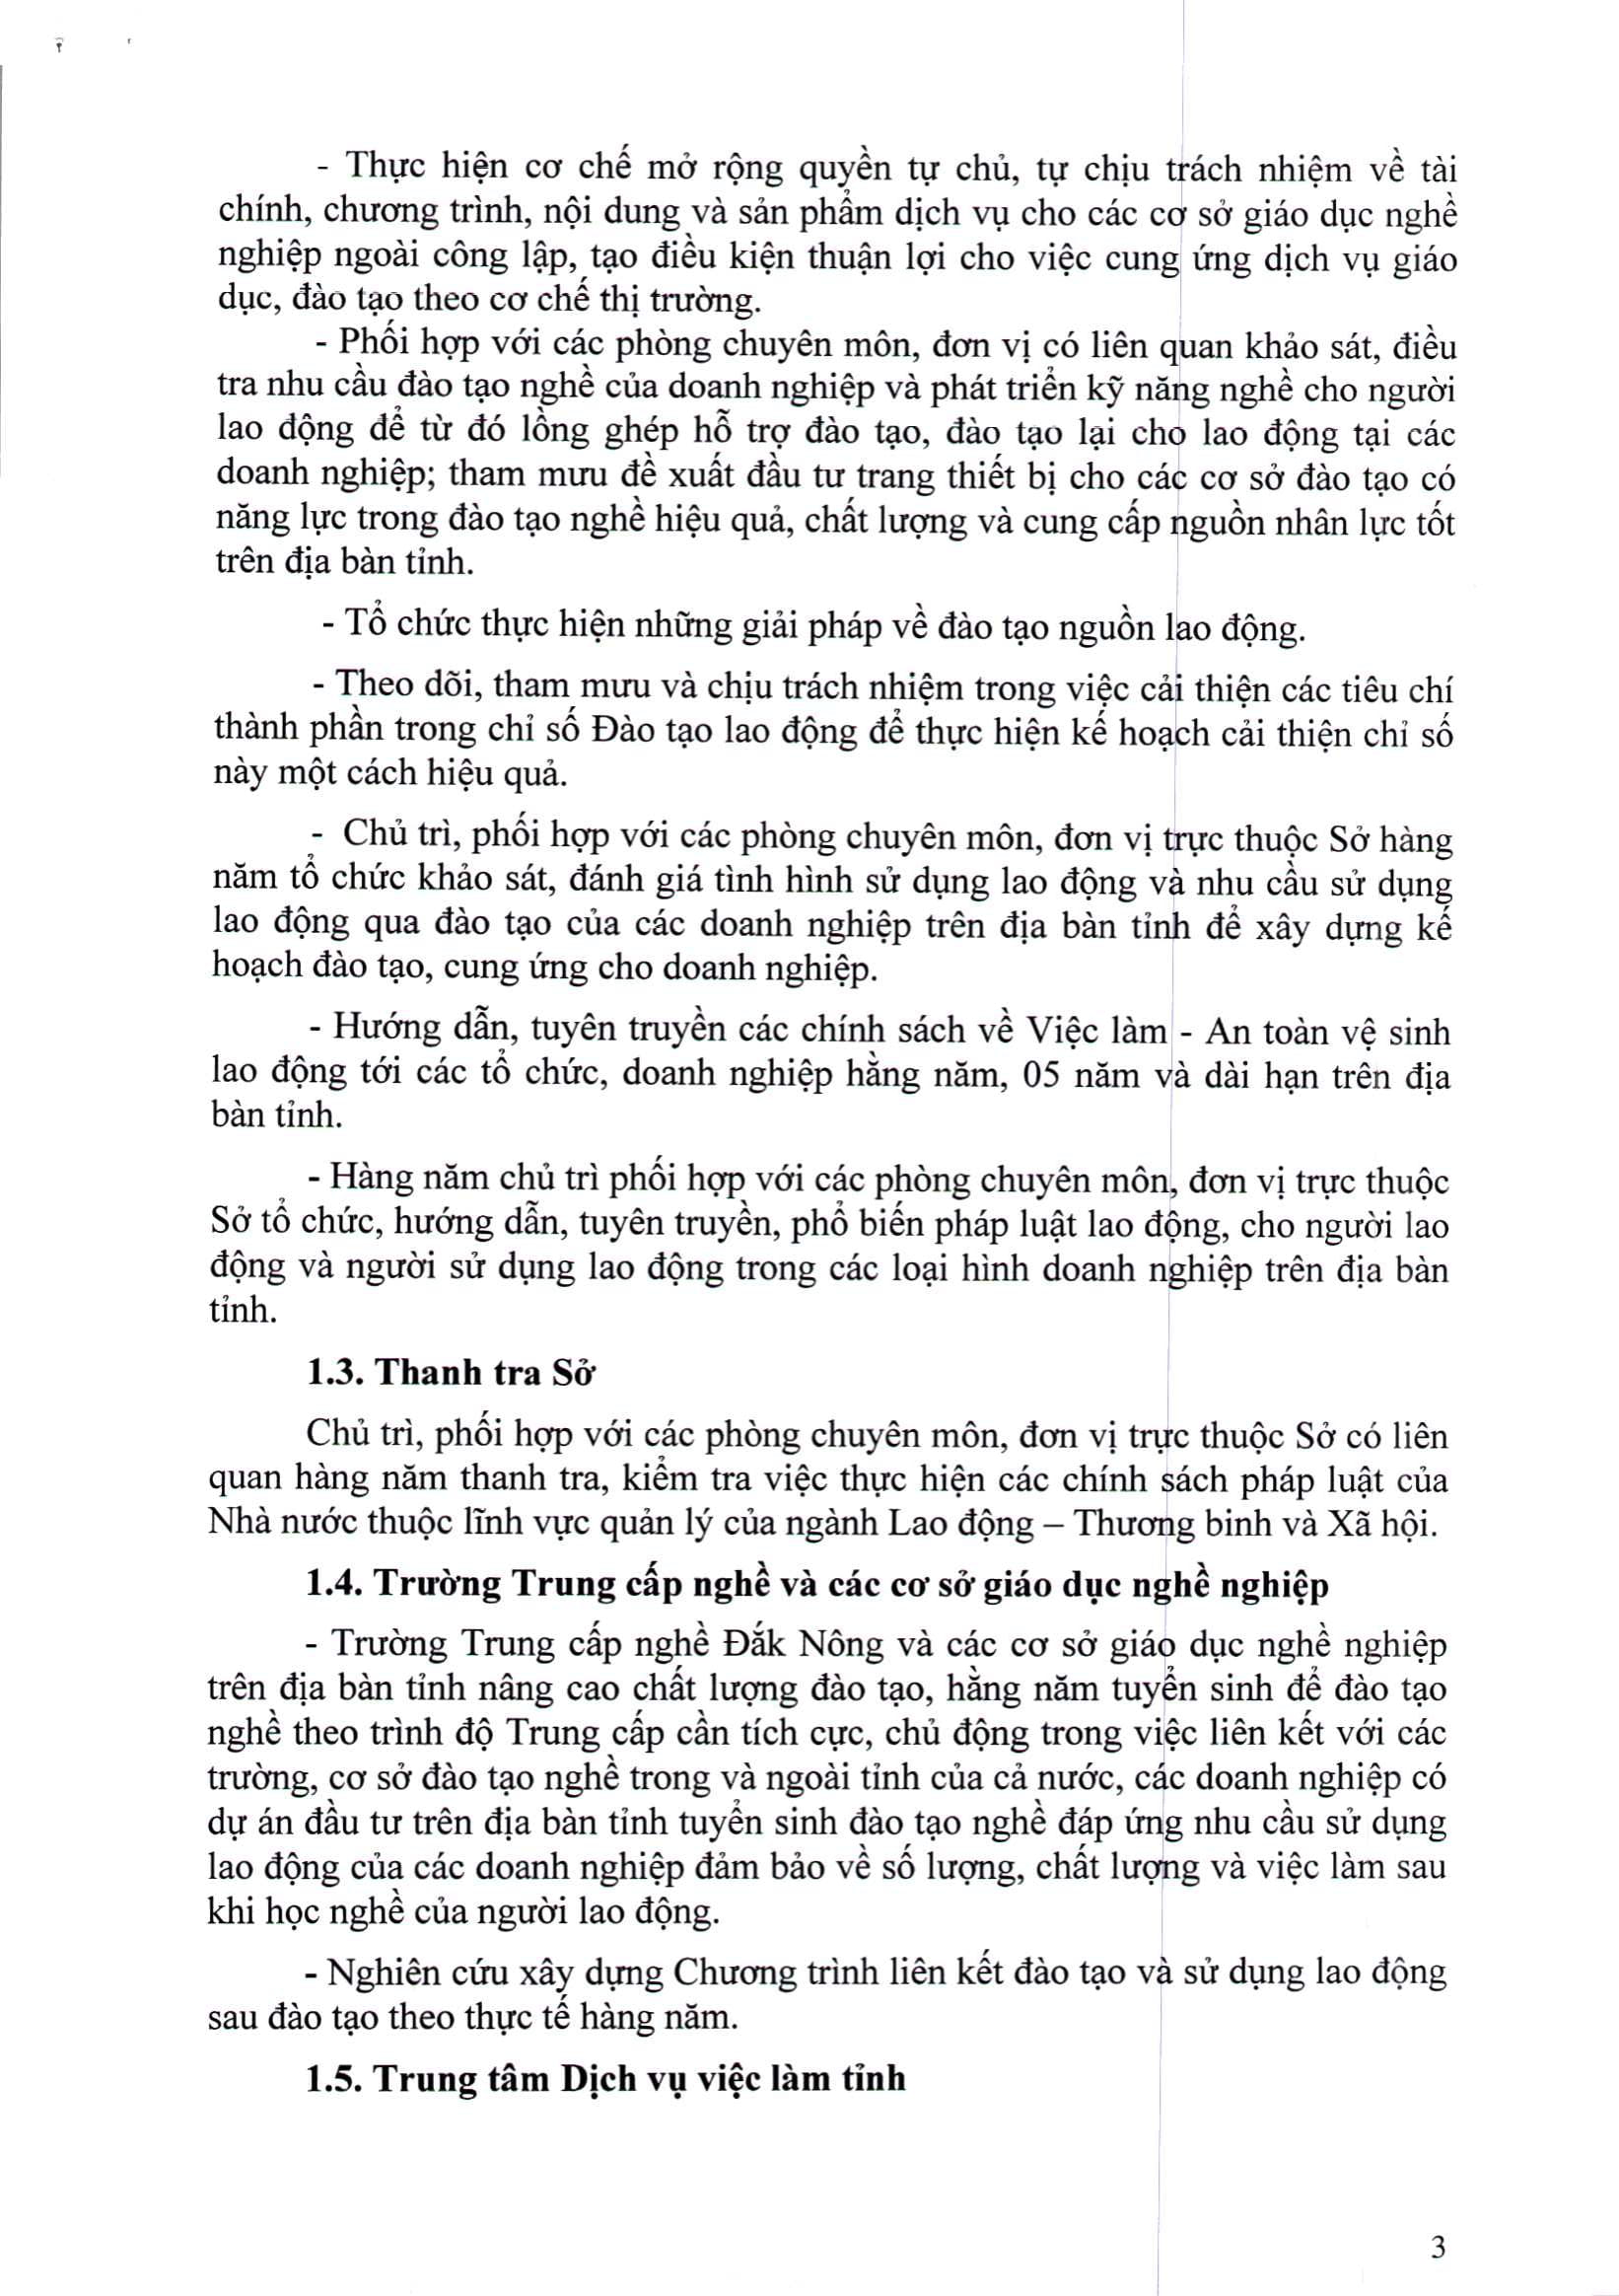 - Thực hiện cơ chế mở rộng quyền tự chủ, tự chịu trách nhiệm về tài
chính, chương trình, nội dung và sản phẩm dịch vụ cho các cơ sở giáo dục nghề
nghiệp ngoài công lập, tạo điều kiện thuận lợi cho việc cung ứng dịch vụ giáo
dục, đào tạo theo cơ chế thị trường.
- Phối hợp với các phòng chuyên môn, đơn vị có liên quan khảo sát, điều
tra nhu cầu đào tạo nghề của doanh nghiệp và phát triển kỹ năng nghề cho người
lao động để từ đó lồng ghép hỗ trợ đào tạo, đào tạo lại cho lao động tại các
doanh nghiệp; tham mưu đề xuất đầu tư trang thiết bị cho các cơ sở đào tạo có
năng lực trong đào tạo nghề hiệu quả, chất lượng và cung cấp nguồn nhân lực tốt
trên địa bàn tỉnh.
- Tổ chức thực hiện những giải pháp về đào tạo nguồn lao động.
- Theo dõi, tham mưu và chịu trách nhiệm trong việc cải thiện các tiêu chí
thành phần trong chỉ số Đào tạo lao động để thực hiện kế hoạch cải thiện chỉ số
này một cách hiệu quả.
- Chủ trì, phối hợp với các phòng chuyên môn, đơn vị trực thuộc Sở hàng
năm tổ chức khảo sát, đánh giá tình hình sử dụng lao động và nhu cầu sử dụng
lao động qua đào tạo của các doanh nghiệp trên địa bàn tỉnh để xây dựng kế
hoạch đào tạo, cung ứng cho doanh nghiệp.
- Hướng dẫn, tuyên truyền các chính sách về Việc làm - An toàn vệ sinh
lao động tới các tổ chức, doanh nghiệp hằng năm, 05 năm và dài hạn trên địa
bàn tỉnh.
- Hàng năm chủ trì phối hợp với các phòng chuyên môn, đơn vị trực thuộc
Sở tổ chức, hướng dẫn, tuyên truyền, phổ biến pháp luật lao động, cho người lao
động và người sử dụng lao động trong các loại hình doanh nghiệp trên địa bàn
tỉnh.
1.3. Thanh tra Sở
Chủ trì, phối hợp với các phòng chuyên môn, đơn vị trực thuộc Sở có liên
quan hàng năm thanh tra, kiểm tra việc thực hiện các chính sách pháp luật của
Nhà nước thuộc lĩnh vực quản lý của ngành Lao động – Thương binh và Xã hội.
1.4. Trường Trung cấp nghề và các cơ sở giáo dục nghề nghiệp
- Trường Trung cấp nghề Đắk Nông và các cơ sở giáo dục nghề nghiệp
trên địa bàn tỉnh nâng cao chất lượng đào tạo, hằng năm tuyển sinh để đào tạo
nghề theo trình độ Trung cấp cần tích cực, chủ động trong việc liên kết với các
trường, cơ sở đào tạo nghề trong và ngoài tỉnh của cả nước, các doanh nghiệp có
dự án đầu tư trên địa bàn tỉnh tuyển sinh đào tạo nghề đáp ứng nhu cầu sử dụng
lao động của các doanh nghiệp đảm bảo về số lượng, chất lượng và việc làm sau
khi học nghề của người lao động.
- Nghiên cứu xây dựng Chương trình liên kết đào tạo và sử dụng lao động
sau đào tạo theo thực tế hàng năm.
1.5. Trung tâm Dịch vụ việc làm tỉnh
3